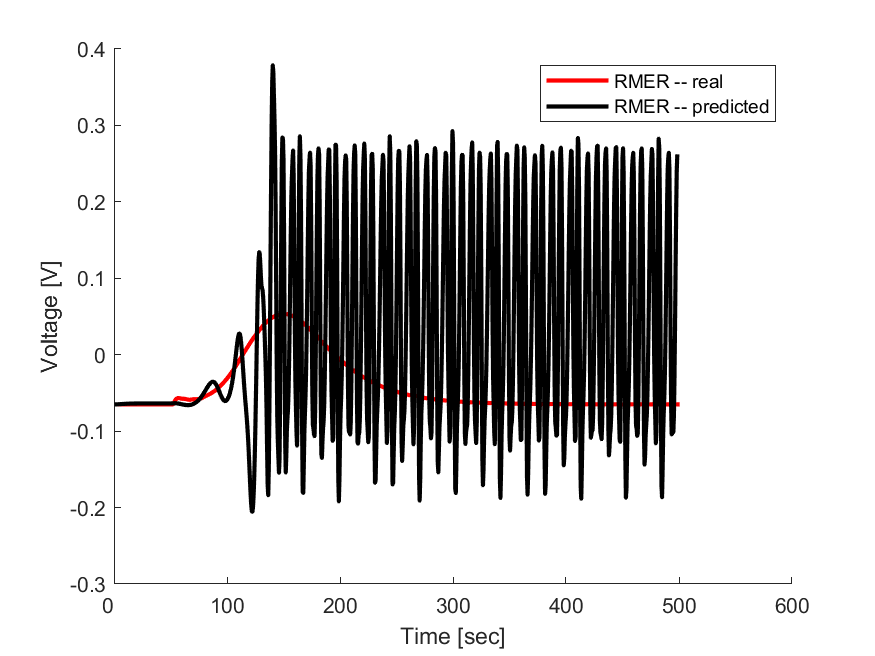 0.4
0.3
0.2
0.1
0
-0.1
-0.2
-0.3
Voltage [V]
RMER -- real
RMER -- predicted
0 100 200 300 400 500 600
Time [sec]